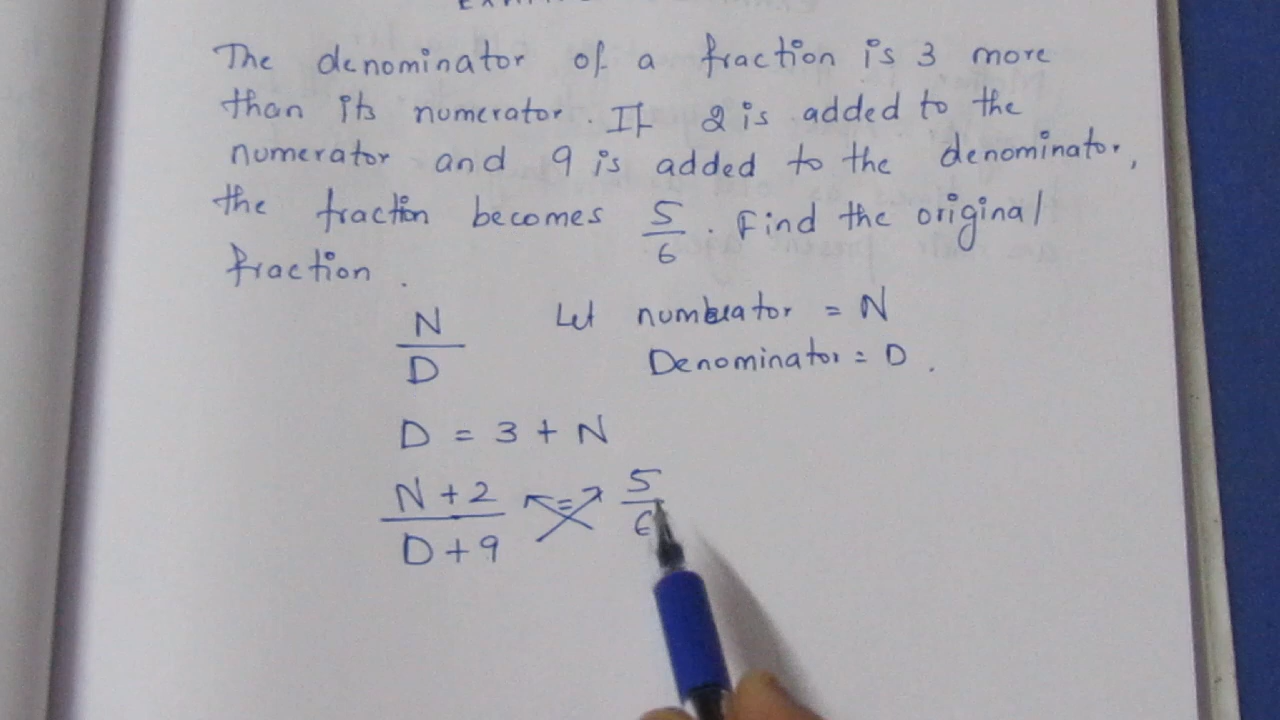 The denominator of a fraction is 3 more
than its numerator. If 2 is added to the
numerator and 9 is added to the denominator,
the fraction becomes 5/6. Find the original
fraction.
N/D Let numerator = N
Denominator = D.
D = 3 + N
N+2/D+9 = 5/6